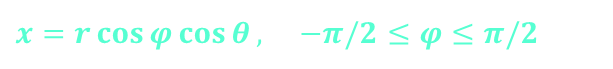 x = r cos φ cos θ ,   −π/2 ≤ φ ≤ π/2